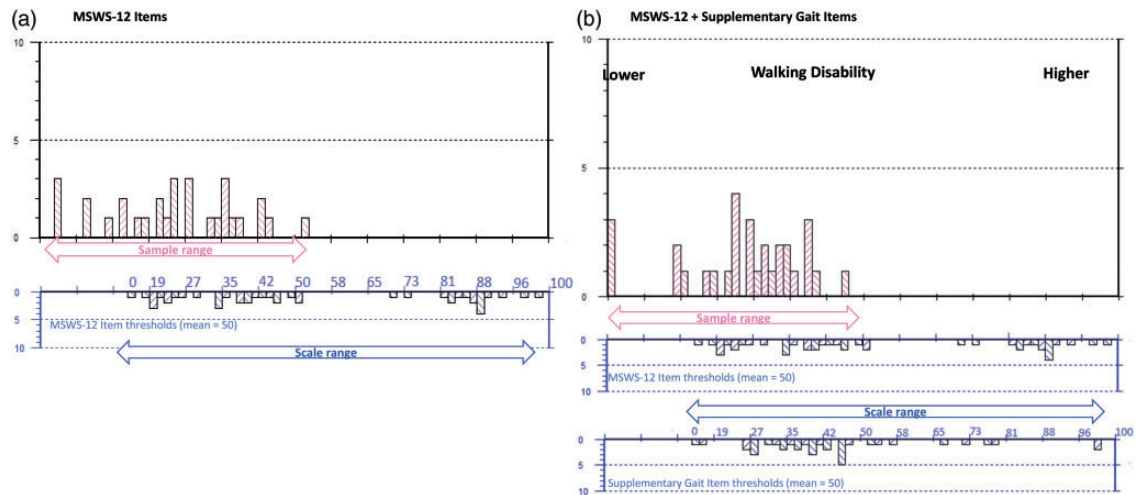 (a)
MSWS-12 Items
10
5
0
Sample range
0 19 27 35 42 50 58 65 73 81 88 96 100
0
5
10
MSWS-12 Item thresholds (mean = 50)
Scale range
(b)
MSWS-12 + Supplementary Gait Items
10
Lower
Walking Disability
Higher
5
0
Sample range
0
5
10
MSWS-12 Item thresholds (mean = 50)
Scale range
0 19 27 35 42 50 58 65 73 81 88 96 100
0
5
10
Supplementary Gait Item thresholds (mean = 50)